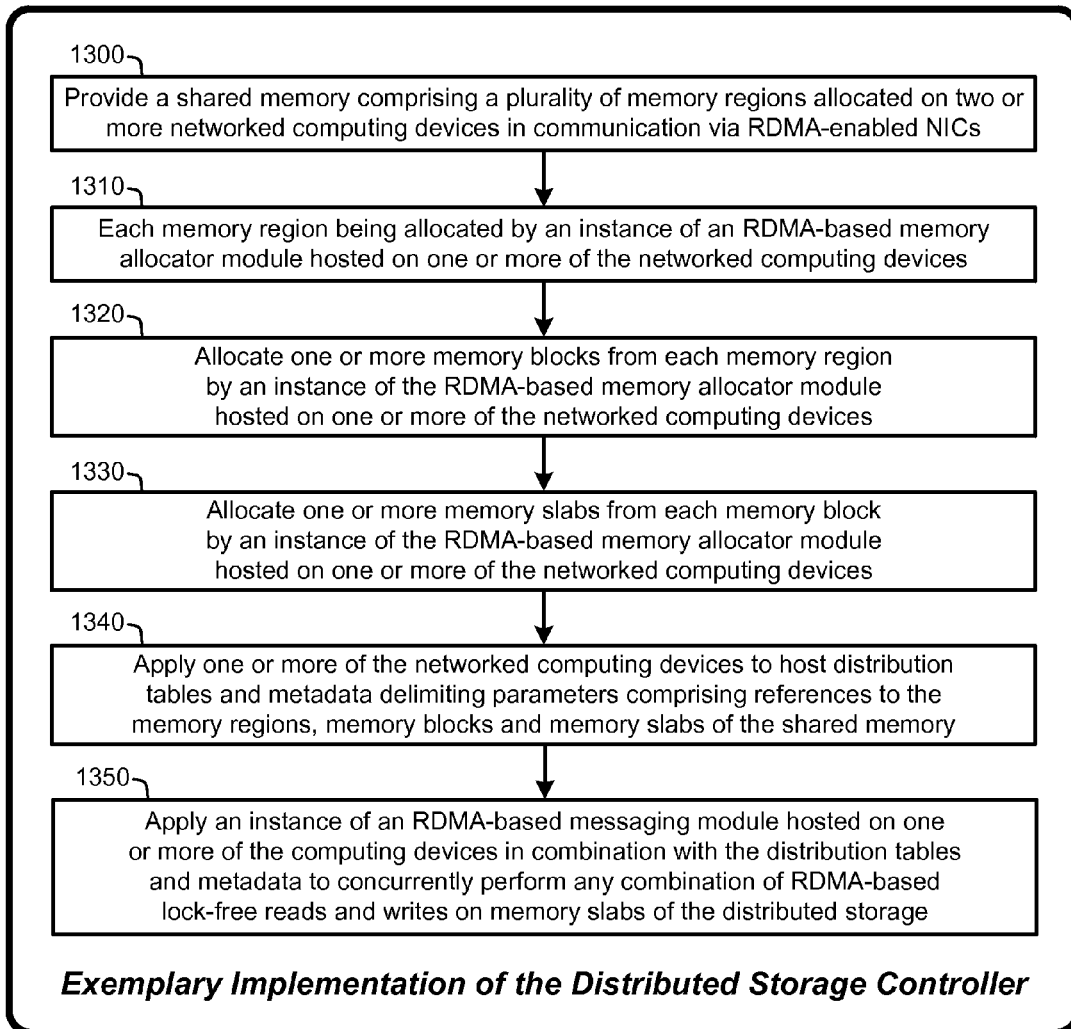 1300
Provide a shared memory comprising a plurality of memory regions allocated on two or
more networked computing devices in communication via RDMA-enabled NICs
1310
Each memory region being allocated by an instance of an RDMA-based memory
allocator module hosted on one or more of the networked computing devices
1320
Allocate one or more memory blocks from each memory region
by an instance of the RDMA-based memory allocator module
hosted on one or more of the networked computing devices
1330
Allocate one or more memory slabs from each memory block
by an instance of the RDMA-based memory allocator module
hosted on one or more of the networked computing devices
1340
Apply one or more of the networked computing devices to host distribution
tables and metadata delimiting parameters comprising references to the
memory regions, memory blocks and memory slabs of the shared memory
1350
Apply an instance of an RDMA-based messaging module hosted on one
or more of the computing devices in combination with the distribution tables
and metadata to concurrently perform any combination of RDMA-based
lock-free reads and writes on memory slabs of the distributed storage
Exemplary Implementation of the Distributed Storage Controller